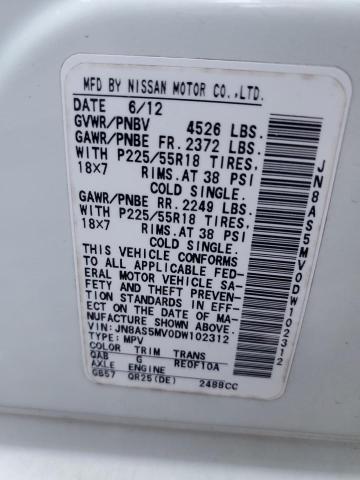 MFD BY NISSAN MOTOR CO.,LTD.
DATE 6/12
GVWR/PNBV 4526 LBS.
GAWR/PNBE FR. 2372 LBS.
WITH P225/55R18 TIRES,
18X7 RIMS. AT 38 PSI
COLD SINGLE.
GAWR/PNBE RR. 2249 LBS.
WITH P225/55R18 TIRES,
18X7 RIMS. AT 38 PSI
COLD SINGLE.
THIS VEHICLE CONFORMS
TO ALL APPLICABLE FED-
ERAL MOTOR VEHICLE SA-
FETY AND THEFT PREVEN-
TION STANDARDS IN EFF-
ECT ON THE DATE OF MA-
NUFACTURE SHOWN ABOVE.
VIN: JN8AS5MV0DW102312
TYPE: MPV
COLOR TRIM TRANS
QAB G RE0F10A
AXLE ENGINE
GB57 QR25(DE) 2488CC
JN8AS5MV0DW102312